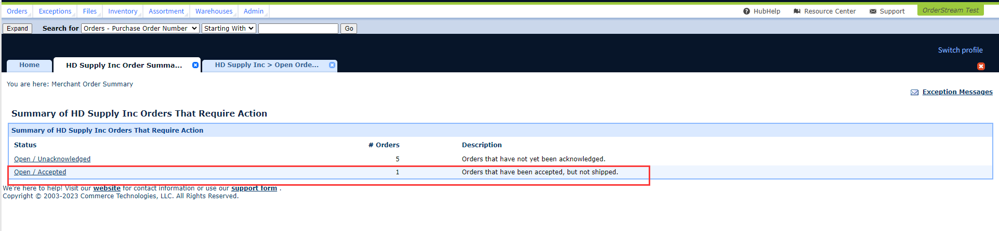 Orders Exceptions Files Inventory Assortment Warehouses Admin HubHelp Resource Center Support OrderStream Test
Expand Search for Orders - Purchase Order Number Starting With Go
Switch profile
Home HD Supply Inc Order Summa... HD Supply Inc > Open Orde...
You are here: Merchant Order Summary
Exception Messages
Summary of HD Supply Inc Orders That Require Action
Summary of HD Supply Inc Orders That Require Action
Status # Orders Description
Open / Unacknowledged 5 Orders that have not yet been acknowledged.
Open / Accepted 1 Orders that have been accepted, but not shipped.
We're here to help! Visit our website for contact information or use our support form .
Copyright © 2003-2023 Commerce Technologies, LLC. All Rights Reserved.